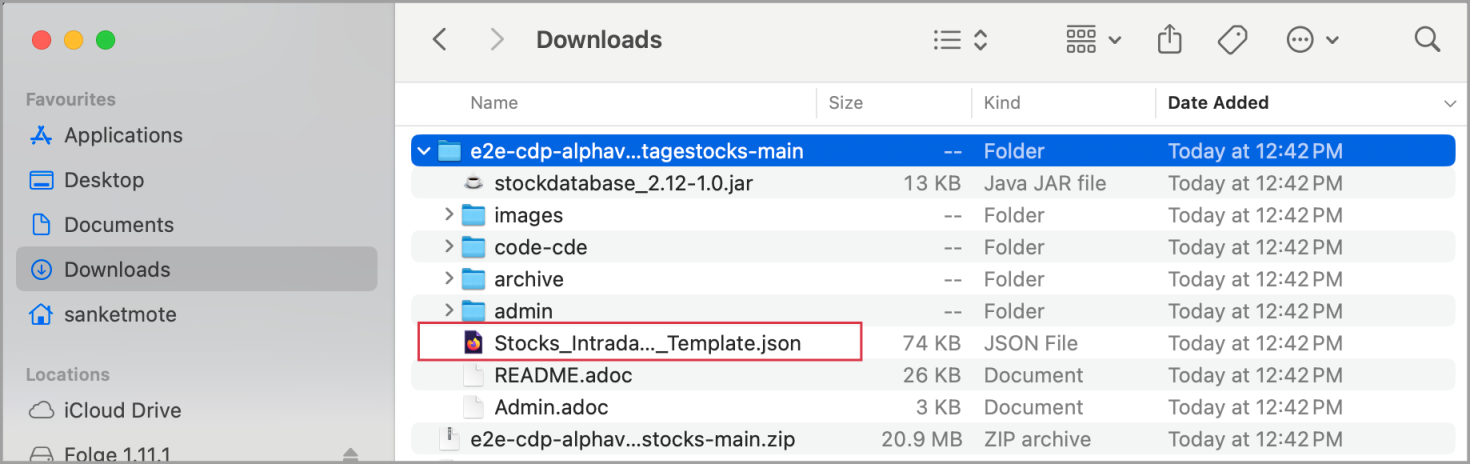 Downloads
Favourites
Applications
Desktop
Documents
Downloads
sanketmote
Locations
iCloud Drive
Folge 1.11.1
Name Size Kind Date Added
e2e-cdp-alphav...tagestocks-main -- Folder Today at 12:42 PM
stockdatabase_2.12-1.0.jar 13 KB Java JAR file Today at 12:42 PM
images -- Folder Today at 12:42 PM
code-cde -- Folder Today at 12:42 PM
archive -- Folder Today at 12:42 PM
admin -- Folder Today at 12:42 PM
Stocks_Intrada..._Template.json 74 KB JSON File Today at 12:42 PM
README.adoc 26 KB Document Today at 12:42 PM
Admin.adoc 3 KB Document Today at 12:42 PM
e2e-cdp-alphav...stocks-main.zip 20.9 MB ZIP archive Today at 12:42 PM